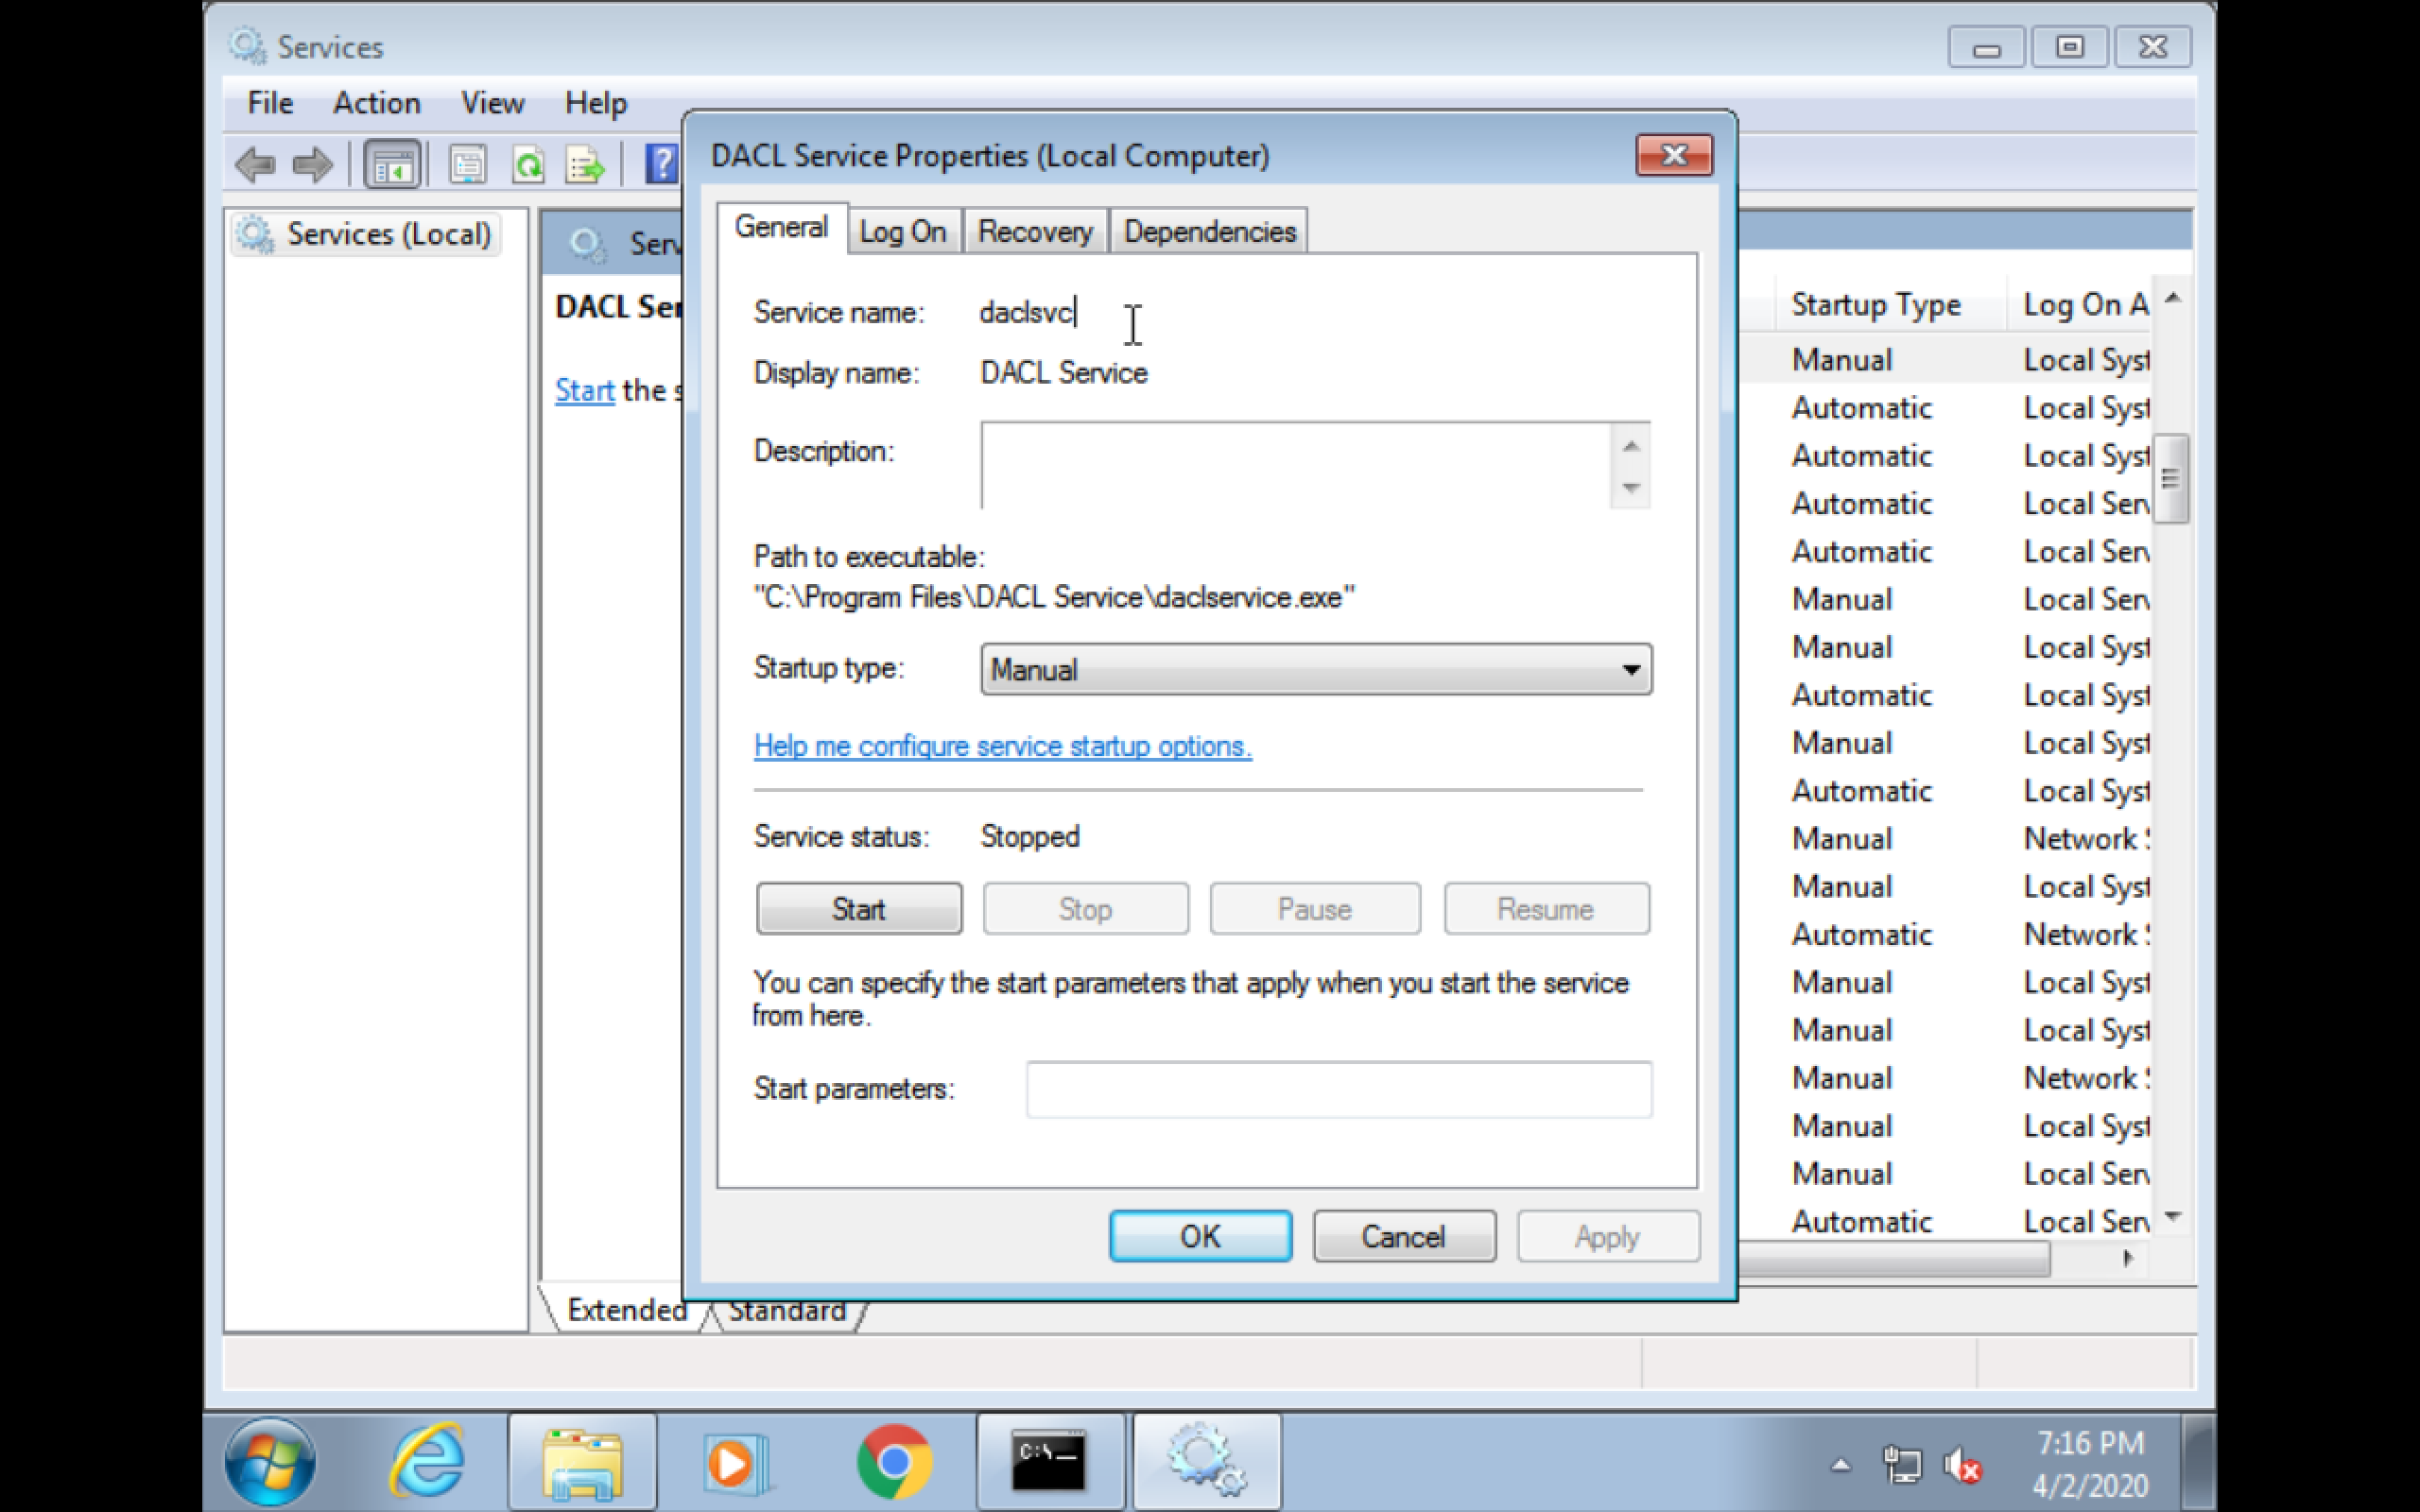 Services
File Action View Help
Services (Local)
DACL Service Properties (Local Computer)
General Log On Recovery Dependencies
Service name: daclsvc
Display name: DACL Service
Description:
Path to executable:
"C:\Program Files\DACL Service\daclservice.exe"
Startup type: Manual
Help me configure service startup options.
Service status: Stopped
Start Stop Pause Resume
You can specify the start parameters that apply when you start the service
from here.
Start parameters:
OK Cancel Apply
Serv
DACL Ser
Start the s
Startup Type Log On A
Manual Local Syst
Automatic Local Syst
Automatic Local Syst
Automatic Local Serv
Automatic Local Serv
Manual Local Serv
Manual Local Syst
Automatic Local Syst
Manual Local Syst
Automatic Local Syst
Manual Network S
Manual Local Syst
Automatic Network S
Manual Local Syst
Manual Local Syst
Manual Network S
Manual Local Syst
Manual Local Serv
Automatic Local Serv
Extended Standard
C:\
7:16 PM
4/2/2020